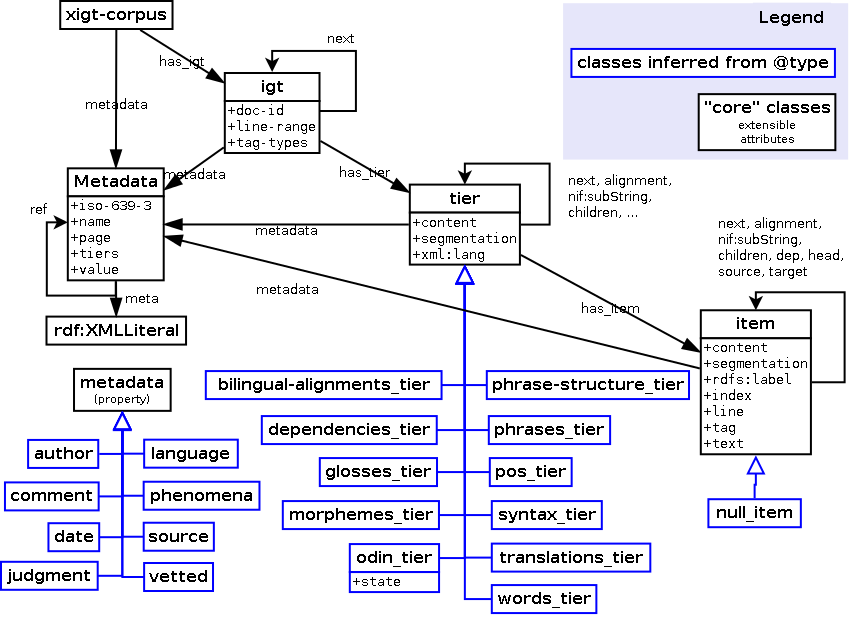 xigt-corpus
Legend
classes inferred from @type
"core" classes
extensible
attributes
has_igt
next
metadata
igt
+doc-id
+line-range
+tag-types
metadata
has_tier
Metadata
+iso-639-3
+name
+page
+tiers
+value
ref
meta
rdf:XMLLiteral
tier
+content
+segmentation
+xml:lang
next, alignment,
nif:subString,
children, ...
metadata
metadata
has_item
next, alignment,
nif:subString,
children, dep, head,
source, target
item
+content
+segmentation
+rdfs:label
+index
+line
+tag
+text
null_item
metadata
(property)
author
language
comment
phenomena
date
source
judgment
vetted
bilingual-alignments_tier
phrase-structure_tier
dependencies_tier
phrases_tier
glosses_tier
pos_tier
morphemes_tier
syntax_tier
odin_tier
+state
translations_tier
words_tier